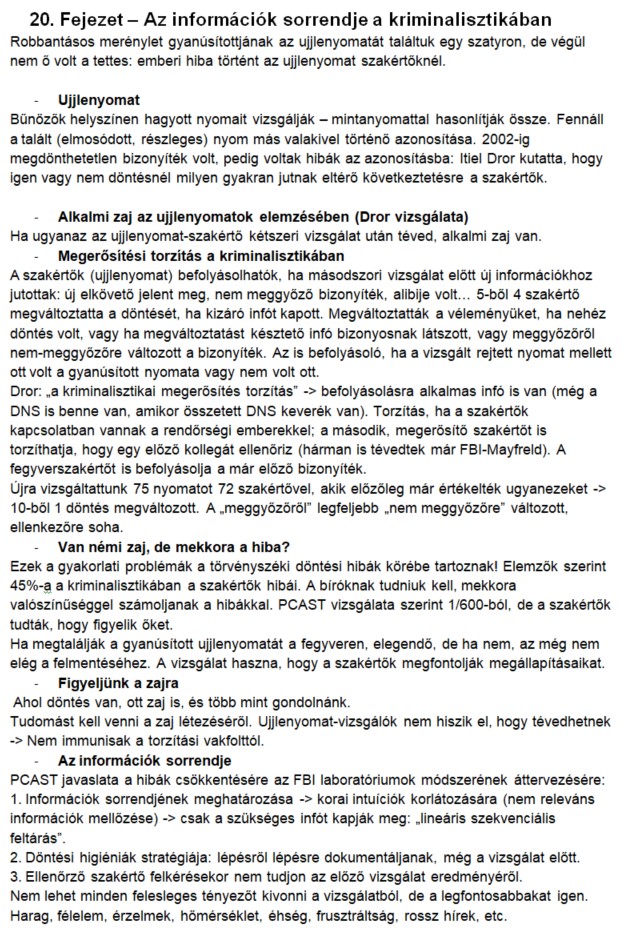 20. Fejezet – Az információk sorrendje a kriminalisztikában
Robbantásos merénylet gyanúsítottjának az ujjlenyomatát találtuk egy szatyron, de végül
nem ő volt a tettes: emberi hiba történt az ujjlenyomat szakértőknél.
- Ujjlenyomat
Bűnözők helyszínen hagyott nyomait vizsgálják – mintanyomattal hasonlítják össze. Fennáll
a talált (elmosódott, részleges) nyom más valakivel történő azonosítása. 2002-ig
megdönthetetlen bizonyíték volt, pedig voltak hibák az azonosításba: Itiel Dror kutatta, hogy
igen vagy nem döntésnél milyen gyakran jutnak eltérő következtetésre a szakértők.
- Alkalmi zaj az ujjlenyomatok elemzésében (Dror vizsgálata)
Ha ugyanaz az ujjlenyomat-szakértő kétszeri vizsgálat után téved, alkalmi zaj van.
- Megerősítési torzítás a kriminalisztikában
A szakértők (ujjlenyomat) befolyásolhatók, ha másodszori vizsgálat előtt új információkhoz
jutottak: új elkövető jelent meg, nem meggyőző bizonyíték, alibije volt… 5-ből 4 szakértő
megváltoztatta a döntését, ha kizáró infót kapott. Megváltoztatták a véleményüket, ha nehéz
döntés volt, vagy ha megváltoztatást késztető infó bizonyosnak látszott, vagy meggyőzőről
nem-meggyőzőre változott a bizonyíték. Az is befolyásoló, ha a vizsgált rejtett nyomat mellett
ott volt a gyanúsított nyomata vagy nem volt ott.
Dror: „a kriminalisztikai megerősítés torzítás” -> befolyásolásra alkalmas infó is van (még a
DNS is benne van, amikor összetett DNS keverék van). Torzítás, ha a szakértők
kapcsolatban vannak a rendőrségi emberekkel; a második, megerősítő szakértőt is
torzíthatja, hogy egy előző kollegát ellenőriz (hárman is tévedtek már FBI-Mayfreld). A
fegyverszakértőt is befolyásolja a már előző bizonyíték.
Újra vizsgáltattunk 75 nyomatot 72 szakértővel, akik előzőleg már értékelték ugyanezeket ->
10-ből 1 döntés megváltozott. A „meggyőzőről” legfeljebb „nem meggyőzőre” változott,
ellenkezőre soha.
- Van némi zaj, de mekkora a hiba?
Ezek a gyakorlati problémák a törvényszéki döntési hibák körébe tartoznak! Elemzők szerint
45%-a a kriminalisztikában a szakértők hibái. A bíróknak tudniuk kell, mekkora
valószínűséggel számoljanak a hibákkal. PCAST vizsgálata szerint 1/600-ból, de a szakértők
tudták, hogy figyelik őket.
Ha megtalálják a gyanúsított ujjlenyomatát a fegyveren, elegendő, de ha nem, az még nem
elég a felmentéséhez. A vizsgálat haszna, hogy a szakértők megfontolják megállapításaikat.
- Figyeljünk a zajra
Ahol döntés van, ott zaj is, és több mint gondolnánk.
Tudomást kell venni a zaj létezéséről. Ujjlenyomat-vizsgálók nem hiszik el, hogy tévedhetnek
-> Nem immunisak a torzítási vakfolttól.
- Az információk sorrendje
PCAST javaslata a hibák csökkentésére az FBI laboratóriumok módszerének áttervezésére:
1. Információk sorrendjének meghatározása -> korai intuíciók korlátozására (nem releváns
információk mellőzése) -> csak a szükséges infót kapják meg: „lineáris szekvenciális
feltárás”.
2. Döntési higiéniák stratégiája: lépésről lépésre dokumentáljanak, még a vizsgálat előtt.
3. Ellenőrző szakértő felkérésekor nem tudjon az előző vizsgálat eredményéről.
Nem lehet minden felesleges tényezőt kivonni a vizsgálatból, de a legfontosabbakat igen.
Harag, félelem, érzelmek, hőmérséklet, éhség, frusztráltság, rossz hírek, etc.